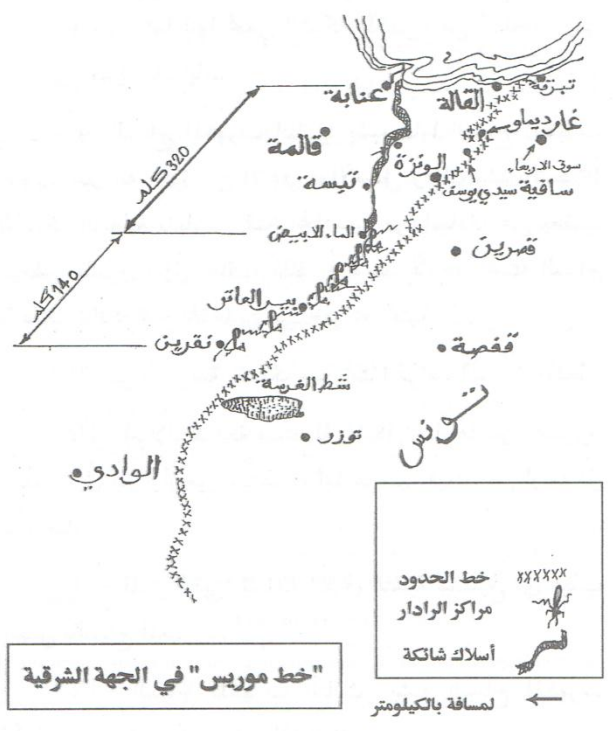 تبزقة
القالة
عنابة
غارديماوس
قالمة
سوق الاربعاء
الونزة
ساقية سيدي يوسف
تبسة
320 كلم
الماء الابيض
قصرين
140 كلم
بير العاتر
نقرين
قفصة
شط الغرسة
تونس
توزر
الوادي
خط الحدود
مراكز الرادار
أسلاك شائكة
لمسافة بالكيلومتر
"خط موريس" في الجهة الشرقية